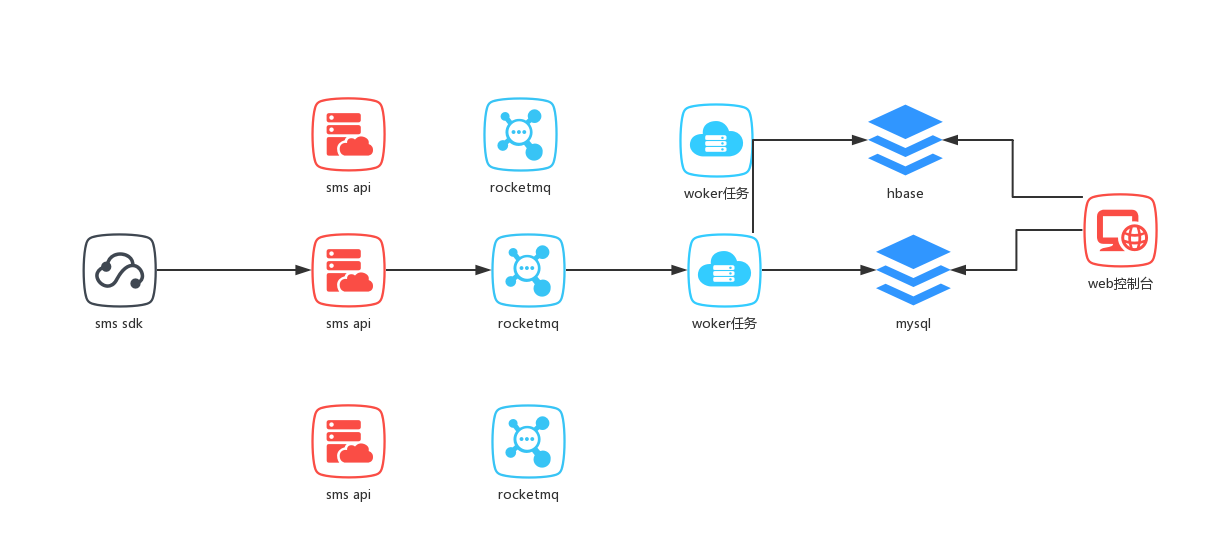 sms api
rocketmq
woker任务
hbase
web控制台
sms sdk
sms api
rocketmq
woker任务
mysql
sms api
rocketmq